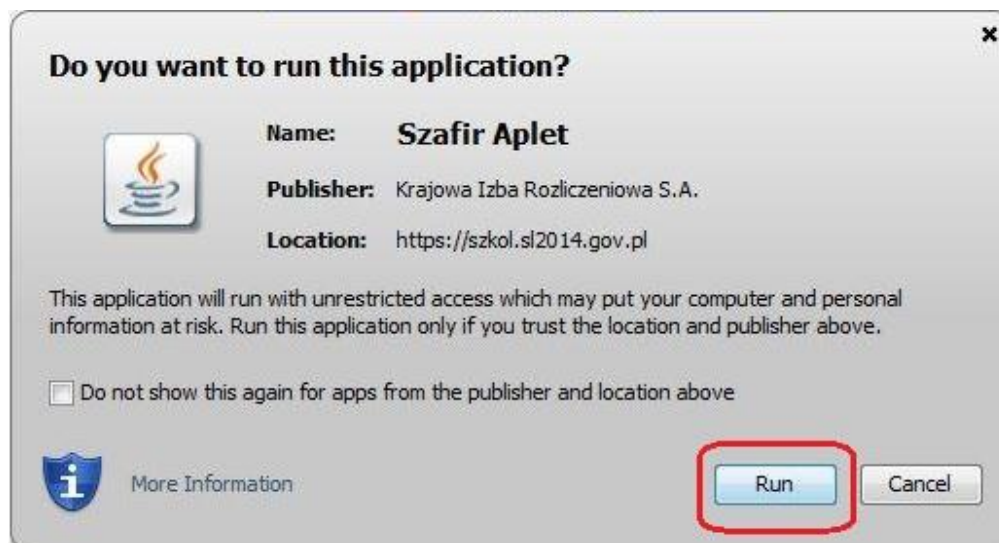 Do you want to run this application?
Name: Szafir Aplet
Publisher: Krajowa Izba Rozliczeniowa S.A.
Location: https://szkol.sl2014.gov.pl
This application will run with unrestricted access which may put your computer and personal
information at risk. Run this application only if you trust the location and publisher above.
Do not show this again for apps from the publisher and location above
More Information
Run
Cancel